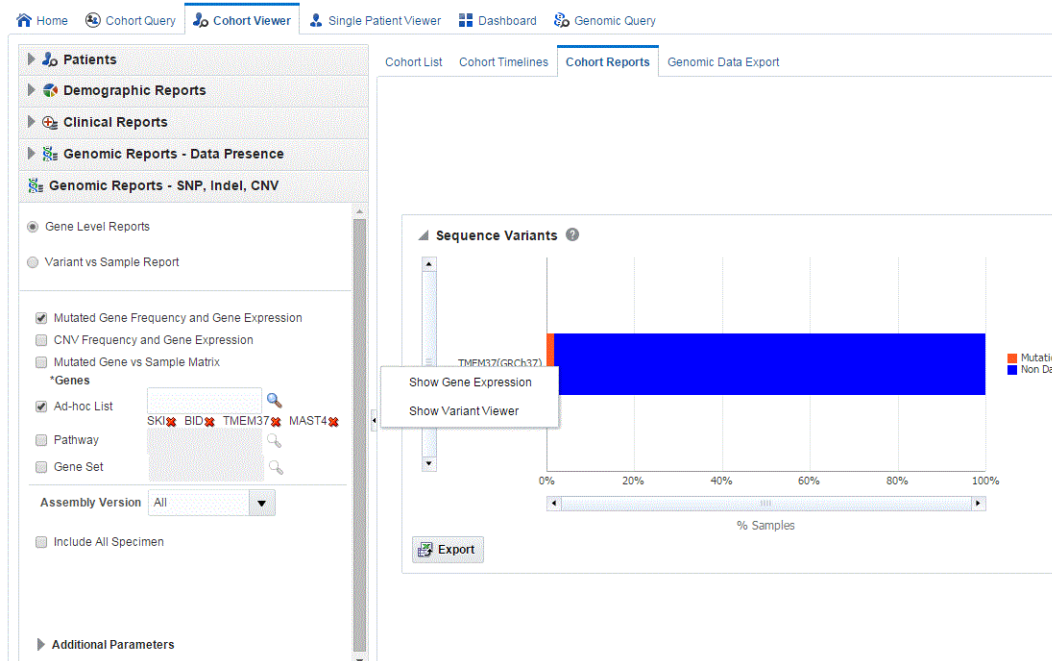 Home Cohort Query Cohort Viewer Single Patient Viewer Dashboard Genomic Query
Patients
Demographic Reports
Clinical Reports
Genomic Reports - Data Presence
Genomic Reports - SNP, Indel, CNV
Gene Level Reports
Variant vs Sample Report
Mutated Gene Frequency and Gene Expression
CNV Frequency and Gene Expression
Mutated Gene vs Sample Matrix
*Genes
Ad-hoc List
SKI BID TMEM37 MAST4
Pathway
Gene Set
Assembly Version All
Include All Specimen
Additional Parameters
Cohort List Cohort Timelines Cohort Reports Genomic Data Export
Sequence Variants ?
TMEM37(GRCh37)
Show Gene Expression
Show Variant Viewer
0% 20% 40% 60% 80% 100%
% Samples
Mutati
Non Da
Export